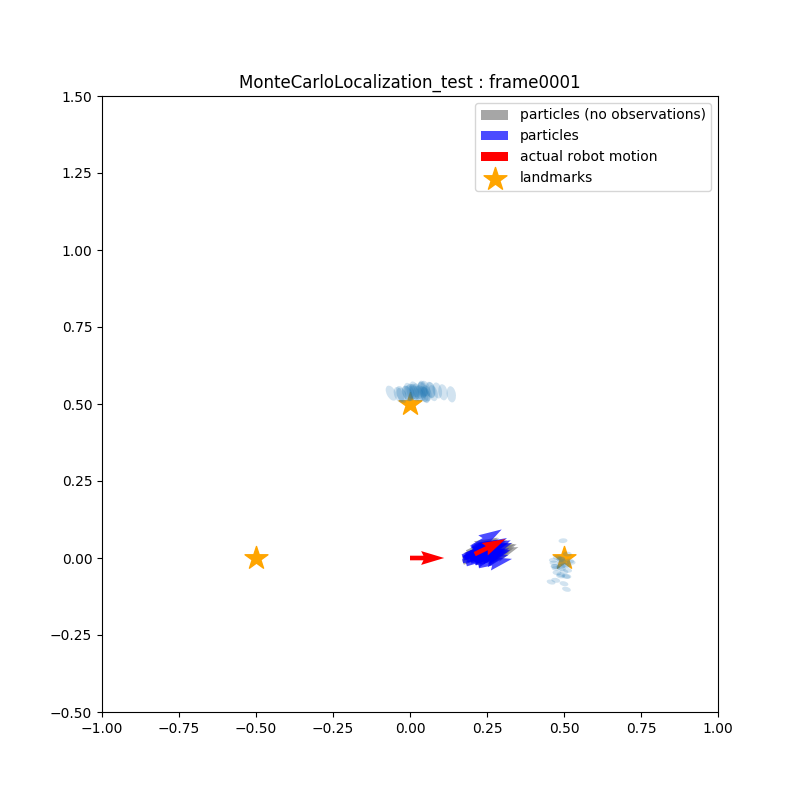 MonteCarloLocalization_test : frame0001
particles (no observations)
particles
actual robot motion
landmarks
1.50
1.25
1.00
0.75
0.50
0.25
0.00
−0.25
−0.50
−1.00 −0.75 −0.50 −0.25 0.00 0.25 0.50 0.75 1.00